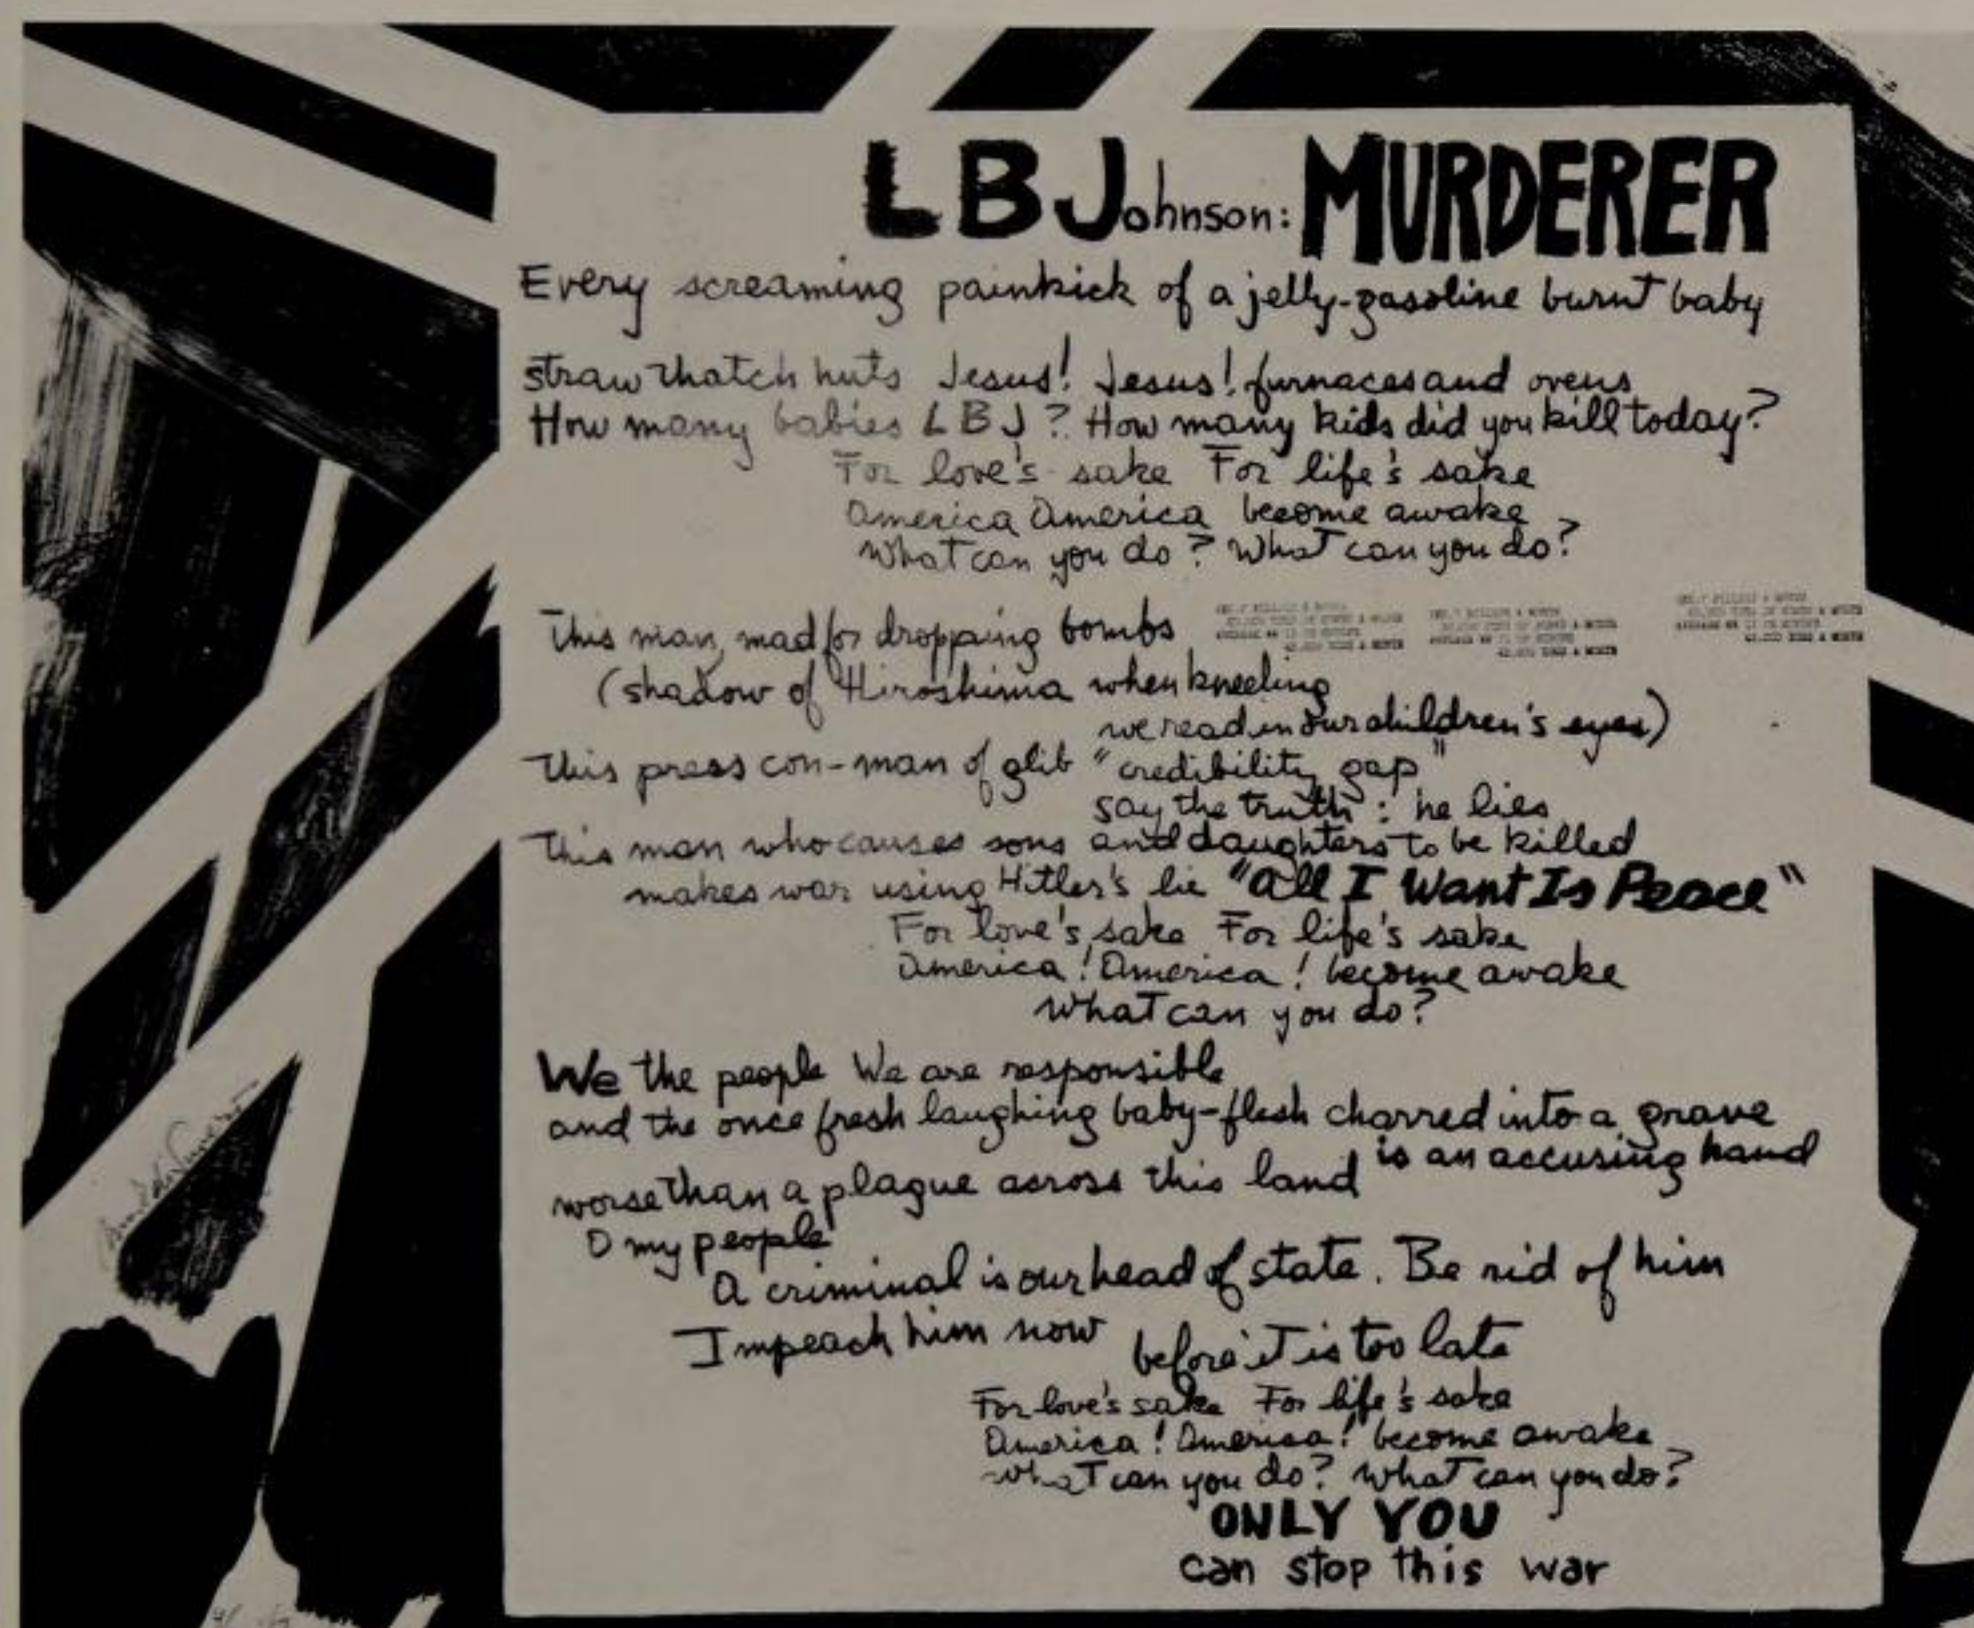 LBJohnson: MURDERER
Every screaming painkick of a jelly-gasoline burnt baby
straw thatch huts Jesus! Jesus! furnaces and ovens
How many babies LBJ? How many kids did you kill today?
For love's sake For life's sake
America America become awake
What can you do? What can you do?
This man, mad for dropping bombs
(shadow of Hiroshima when kneeling
we read in our children's eyes)
This press con-man of glib "credibility gap"
say the truth: he lies
This man who causes sons and daughters to be killed
makes war using Hitler's lie "All I Want Is Peace"
For love's sake For life's sake
America! America! become awake
What can you do?
We the people We are responsible
and the once fresh laughing baby-flesh charred into a grave
is an accusing hand
worse than a plague across this land
O my people
A criminal is our head of state. Be rid of him
Impeach him now before it is too late
For love's sake For life's sake
America! America! become awake
What can you do? What can you do?
ONLY YOU
can stop this war